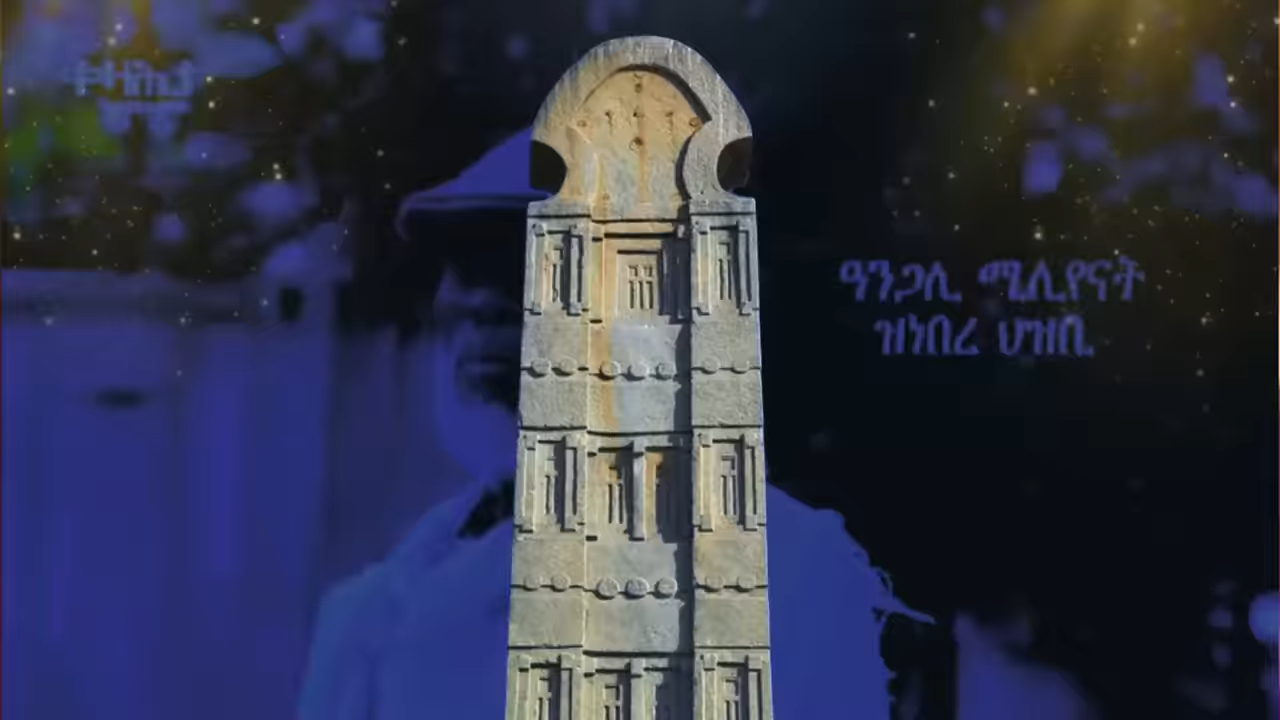 ዓንጋሊ ሚሊየናት
ዝነበረ ህዝቢ